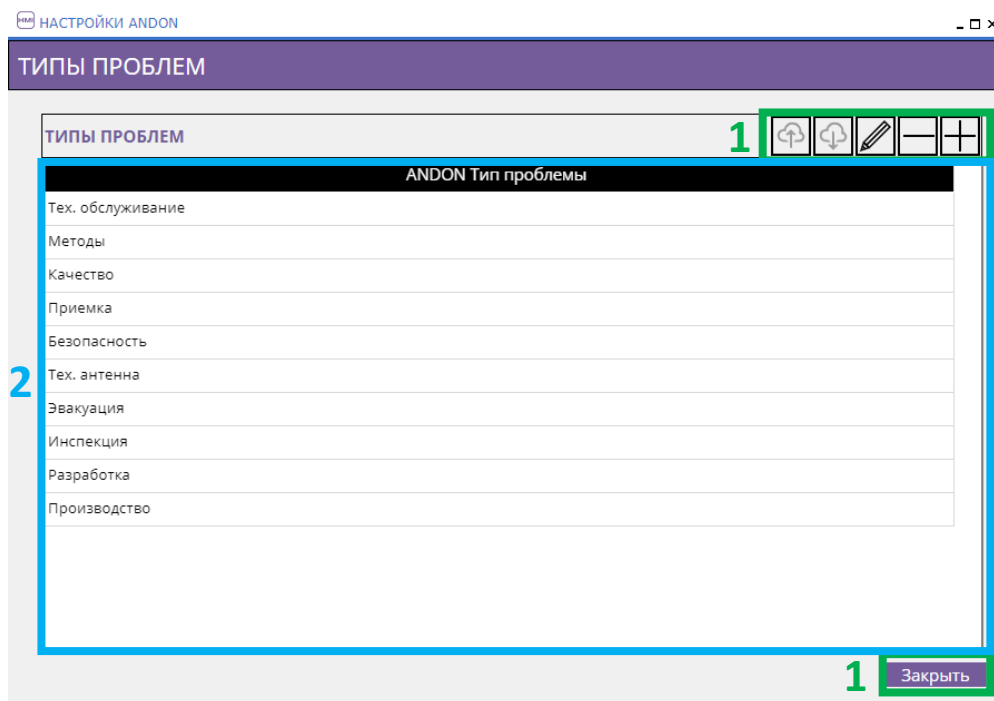 HMI НАСТРОЙКИ ANDON
ТИПЫ ПРОБЛЕМ
ТИПЫ ПРОБЛЕМ
1
ANDON Тип проблемы
Тех. обслуживание
Методы
Качество
Приемка
Безопасность
Тех. антенна
2
Эвакуация
Инспекция
Разработка
Производство
1
Закрыть